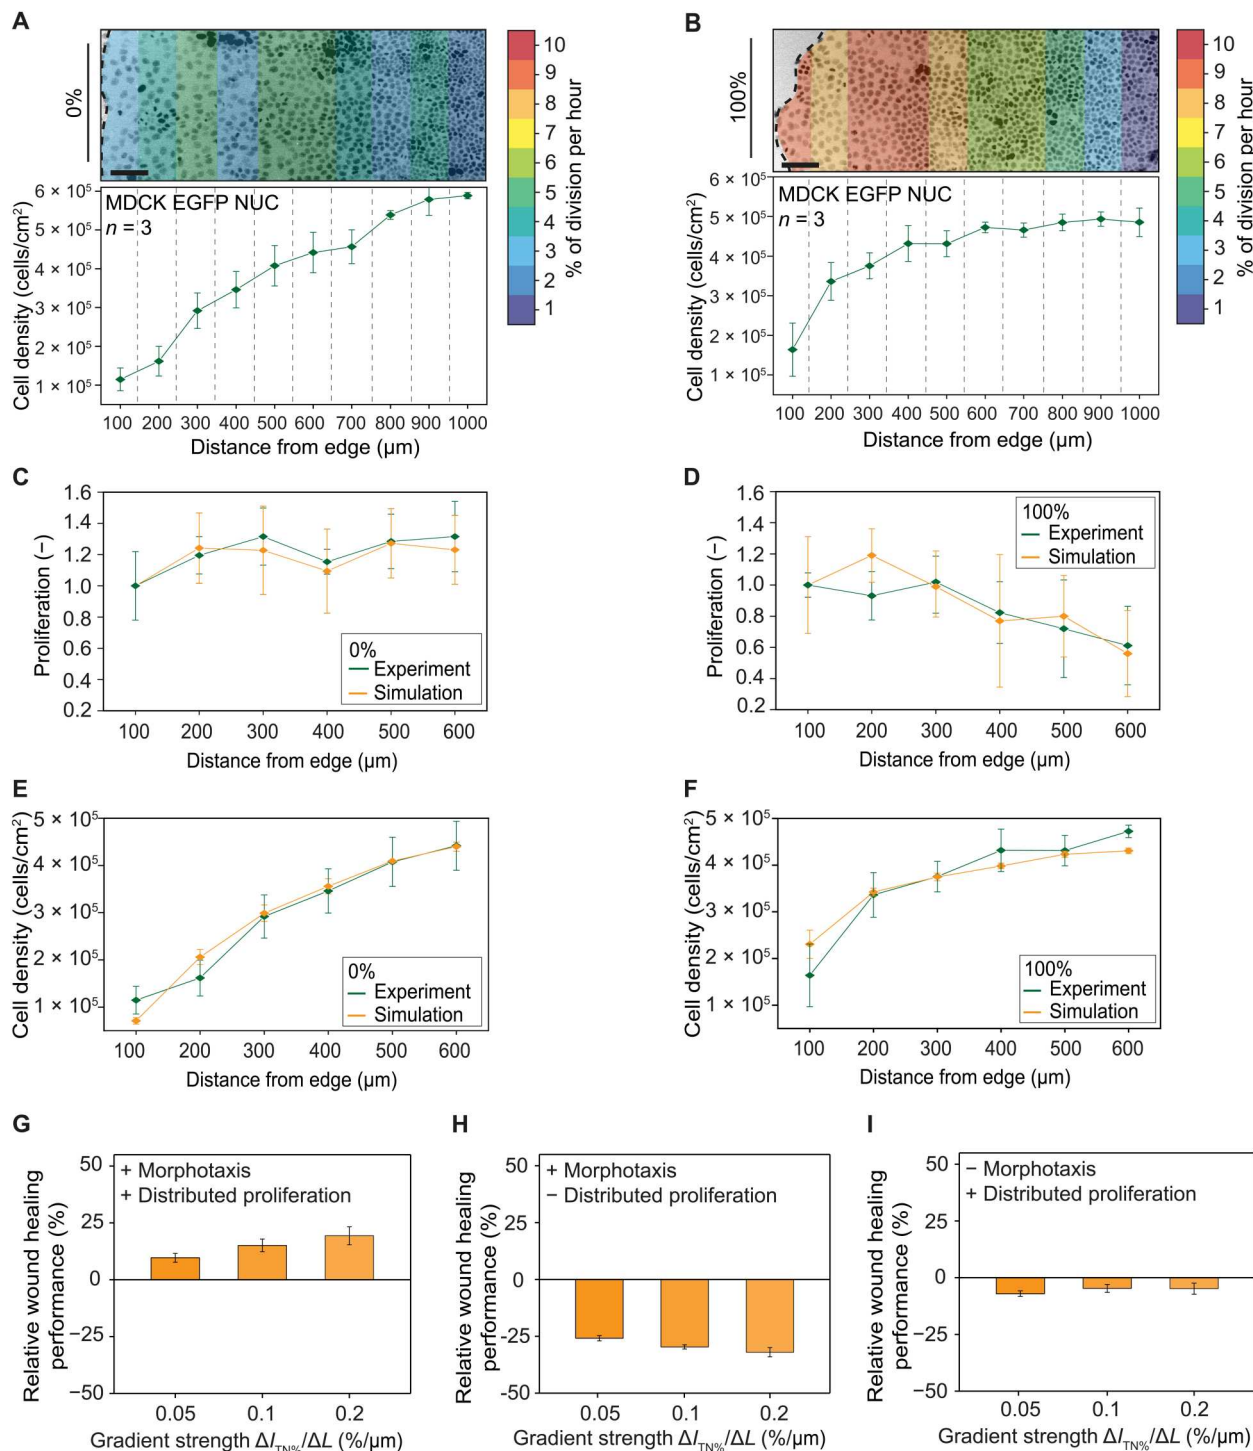 A
0%
10
9
8
7
6
5
4
3
2
1
% of division per hour
MDCK EGFP NUC
n = 3
6 × 10⁵
4 × 10⁵
3 × 10⁵
2 × 10⁵
1 × 10⁵
Cell density (cells/cm²)
100 200 300 400 500 600 700 800 900 1000
Distance from edge (µm)
B
100%
10
9
8
7
6
5
4
3
2
1
% of division per hour
MDCK EGFP NUC
n = 3
6 × 10⁵
5 × 10⁵
4 × 10⁵
3 × 10⁵
2 × 10⁵
1 × 10⁵
Cell density (cells/cm²)
100 200 300 400 500 600 700 800 900 1000
Distance from edge (µm)
C
1.6
1.4
1.2
1.0
0.8
0.6
0.4
0.2
Proliferation (−)
0%
Experiment
Simulation
100 200 300 400 500 600
Distance from edge (µm)
D
1.6
1.4
1.2
1.0
0.8
0.6
0.4
0.2
Proliferation (−)
100%
Experiment
Simulation
100 200 300 400 500 600
Distance from edge (µm)
E
5 × 10⁵
4 × 10⁵
3 × 10⁵
2 × 10⁵
1 × 10⁵
Cell density (cells/cm²)
0%
Experiment
Simulation
100 200 300 400 500 600
Distance from edge (µm)
F
5 × 10⁵
4 × 10⁵
3 × 10⁵
2 × 10⁵
1 × 10⁵
Cell density (cells/cm²)
100%
Experiment
Simulation
100 200 300 400 500 600
Distance from edge (µm)
G
+ Morphotaxis
+ Distributed proliferation
50
25
0
−25
−50
Relative wound healing
performance (%)
0.05 0.1 0.2
Gradient strength ΔI_TN%/ΔL (%/µm)
H
+ Morphotaxis
− Distributed proliferation
50
25
0
−25
-50
Relative wound healing
performance (%)
0.05 0.1 0.2
Gradient strength ΔI_TN%/ΔL (%/µm)
I
− Morphotaxis
+ Distributed proliferation
50
25
0
−25
−50
Relative wound healing
performance (%)
0.05 0.1 0.2
Gradient strength ΔI_TN%/ΔL (%/µm)